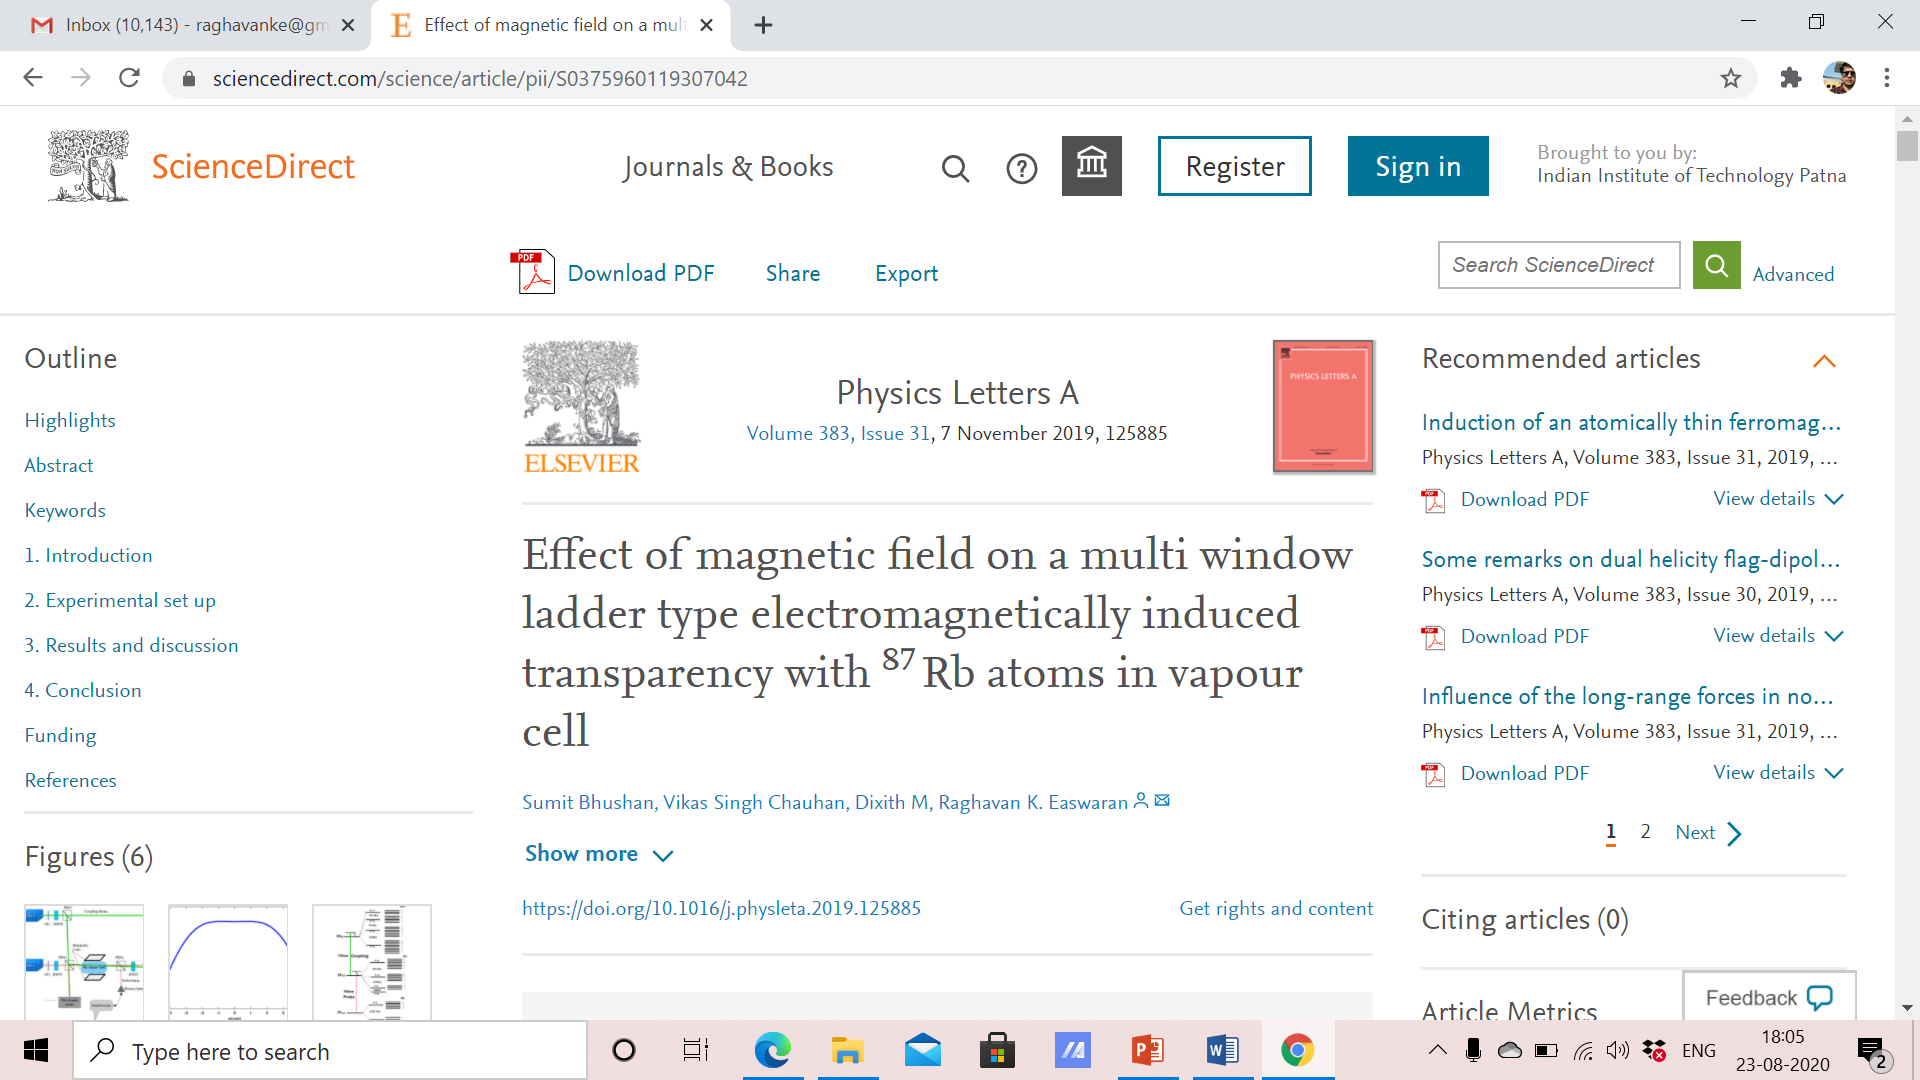 Inbox (10,143) - raghavanke@gm
Effect of magnetic field on a mult
sciencedirect.com/science/article/pii/S0375960119307042
ScienceDirect
Journals & Books
Register
Sign in
Brought to you by:
Indian Institute of Technology Patna
Download PDF
Share
Export
Search ScienceDirect
Advanced
Outline
Highlights
Abstract
Keywords
1. Introduction
2. Experimental set up
3. Results and discussion
4. Conclusion
Funding
References
Figures (6)
ELSEVIER
Physics Letters A
Volume 383, Issue 31, 7 November 2019, 125885
PHYSICS LETTERS A
Effect of magnetic field on a multi window
ladder type electromagnetically induced
transparency with 87 Rb atoms in vapour
cell
Sumit Bhushan, Vikas Singh Chauhan, Dixith M, Raghavan K. Easwaran
Show more
https://doi.org/10.1016/j.physleta.2019.125885
Get rights and content
Recommended articles
Induction of an atomically thin ferromag...
Physics Letters A, Volume 383, Issue 31, 2019, ...
Download PDF
View details
Some remarks on dual helicity flag-dipol...
Physics Letters A, Volume 383, Issue 30, 2019, ...
Download PDF
View details
Influence of the long-range forces in no...
Physics Letters A, Volume 383, Issue 31, 2019, ...
Download PDF
View details
1 2 Next
Citing articles (0)
Article Metrics
Feedback
Type here to search
ENG
18:05
23-08-2020
2